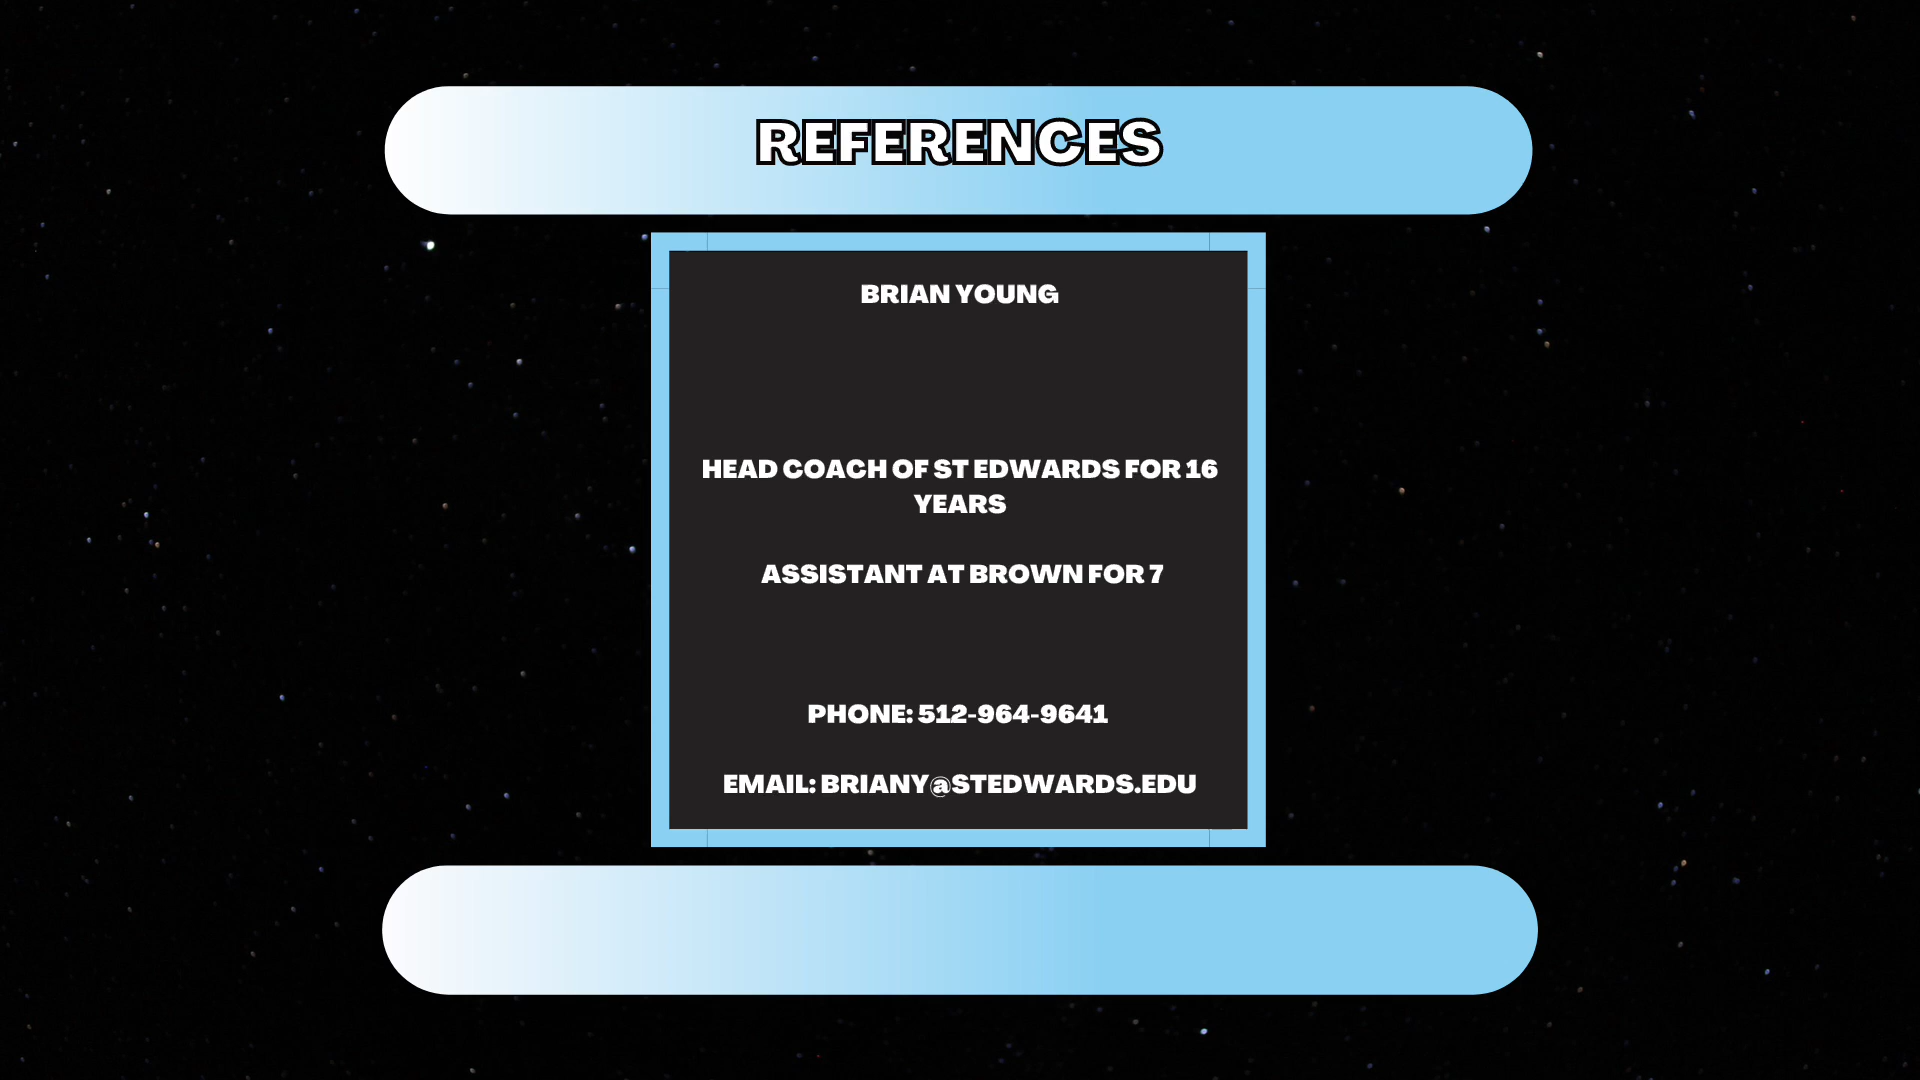 REFERENCES
BRIAN YOUNG
HEAD COACH OF ST EDWARDS FOR 16
YEARS
ASSISTANT AT BROWN FOR 7
PHONE: 512-964-9641
EMAIL: BRIANY@STEDWARDS.EDU